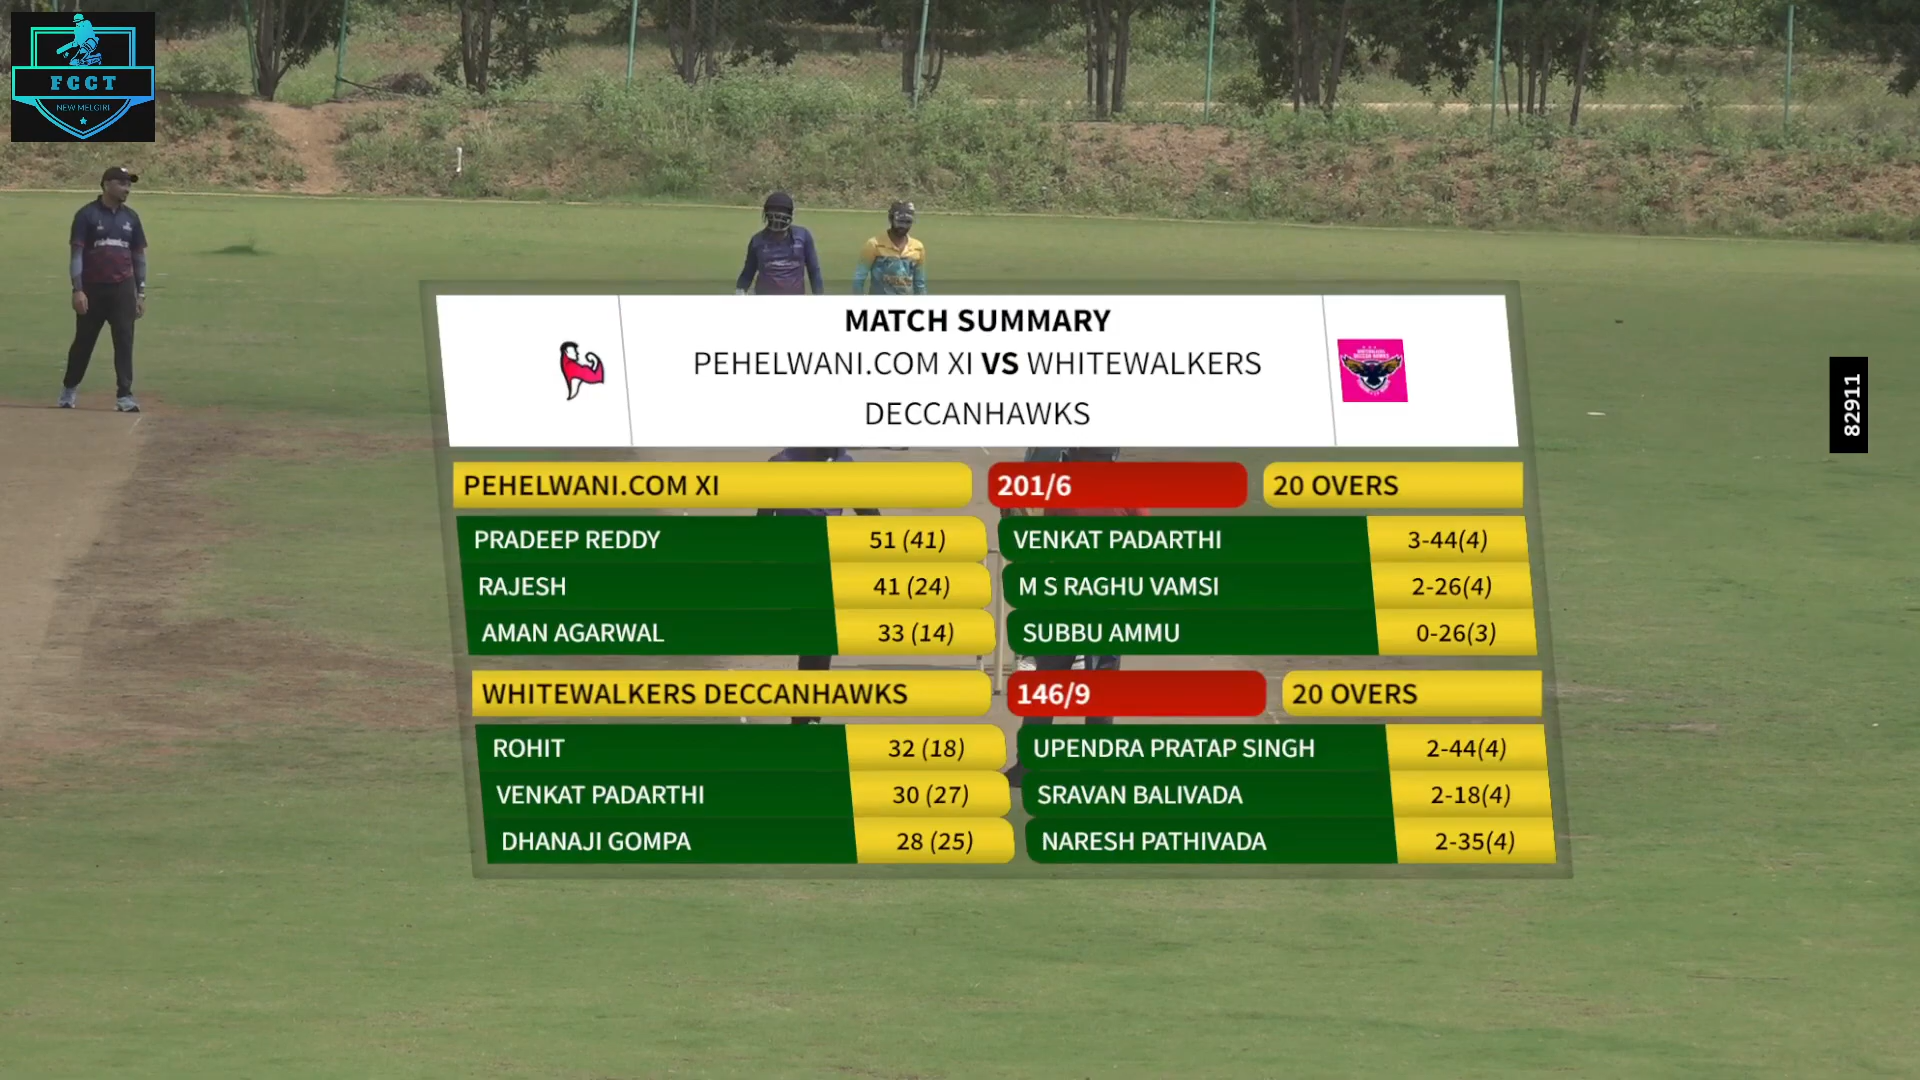 FCCT
NEW MELGIRI
MATCH SUMMARY
PEHELWANI.COM XI VS WHITEWALKERS
DECCANHAWKS
82911
PEHELWANI.COM XI 201/6 20 OVERS
PRADEEP REDDY 51 (41) VENKAT PADARTHI 3-44(4)
RAJESH 41 (24) M S RAGHU VAMSI 2-26(4)
AMAN AGARWAL 33 (14) SUBBU AMMU 0-26(3)
WHITEWALKERS DECCANHAWKS 146/9 20 OVERS
ROHIT 32 (18) UPENDRA PRATAP SINGH 2-44(4)
VENKAT PADARTHI 30 (27) SRAVAN BALIVADA 2-18(4)
DHANAJI GOMPA 28 (25) NARESH PATHIVADA 2-35(4)